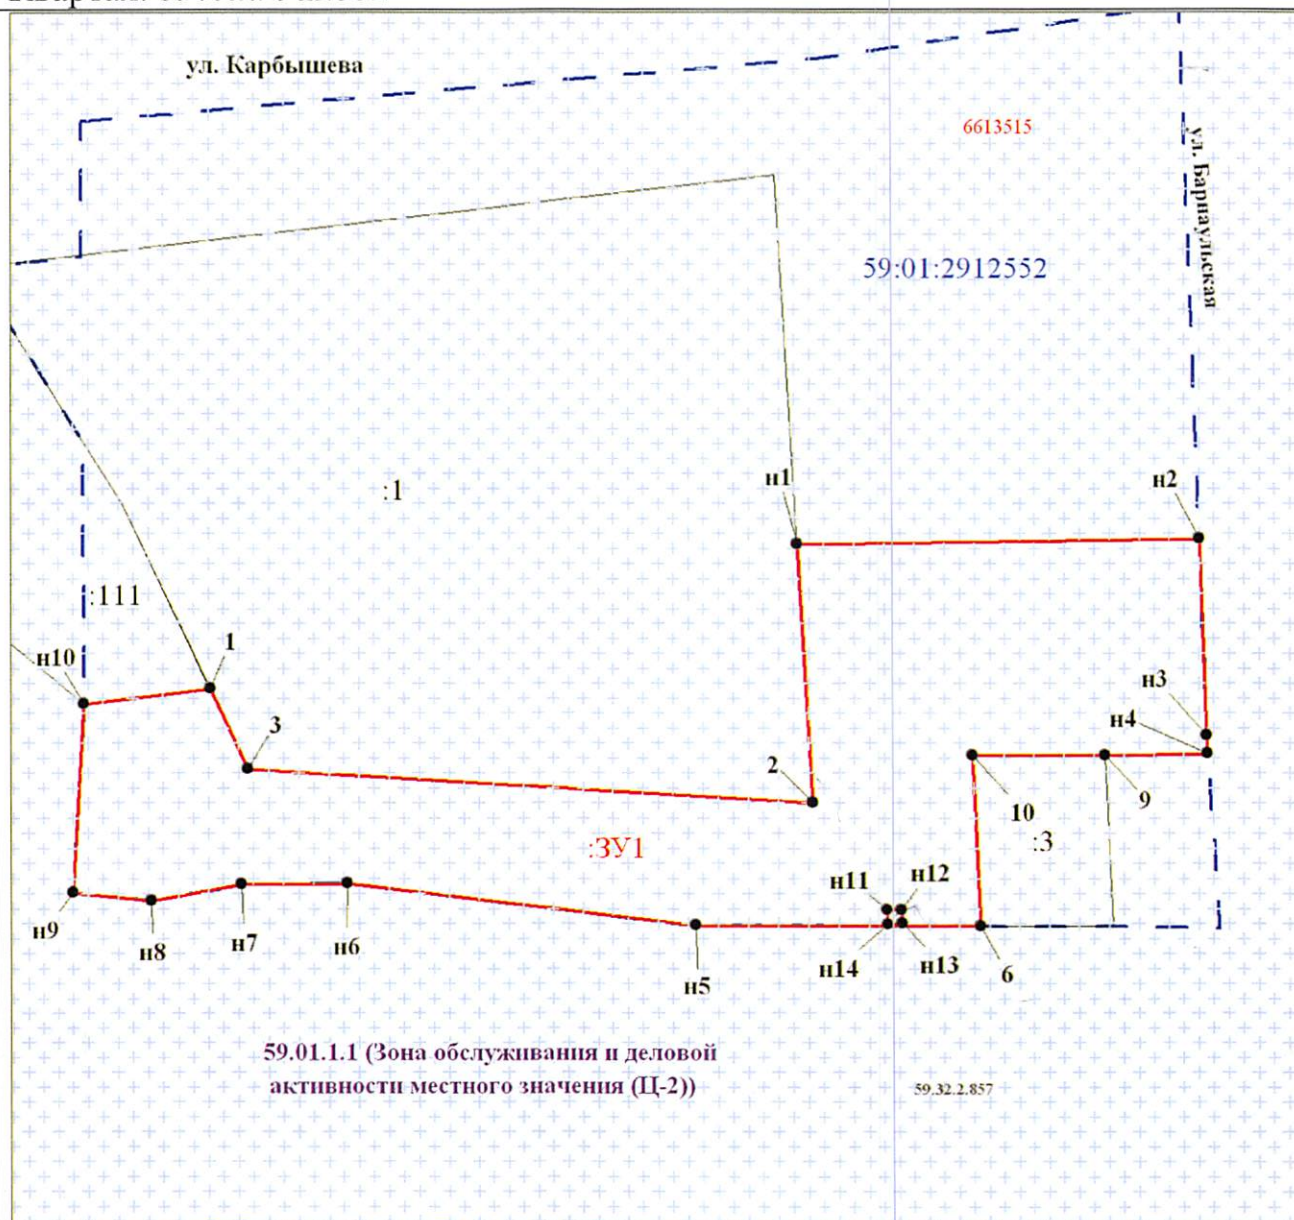 ул. Карбышева
6613515
ул. Барнаульская
59:01:2912552
н1
н2
:1
:111
1
н10
н3
н4
3
2
9
10
:3
:ЗУ1
н11
н12
н9
н8
н7
н6
н14
н13
6
н5
59.01.1.1 (Зона обслуживания и деловой
активности местного значения (Ц-2))
59.32.2.857